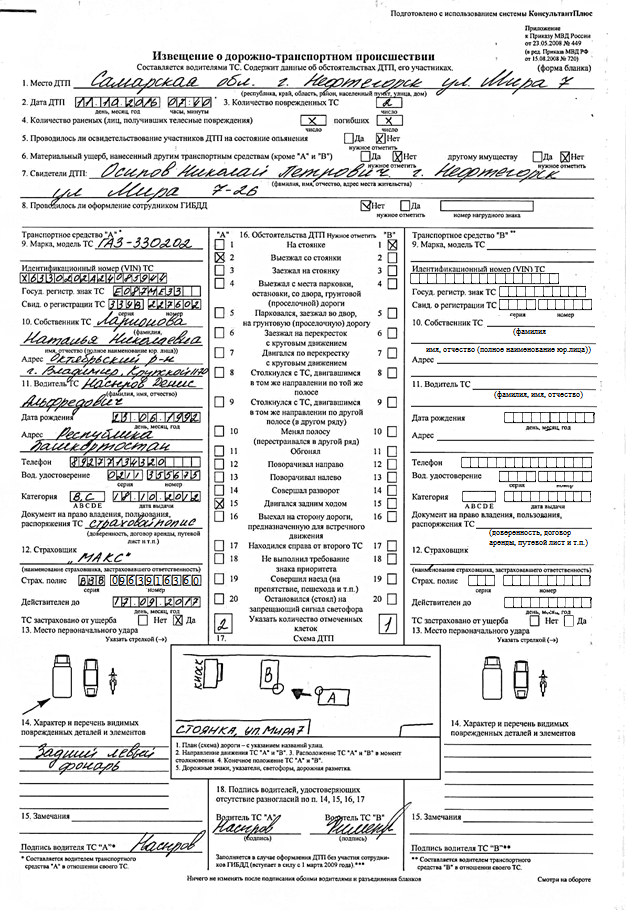 Подготовлено с использованием системы КонсультантПлюс
Приложение
к Приказу МВД России
от 23.05.2008 № 449
(в ред. Приказа МВД РФ
от 15.08.2008 № 720)
Извещение о дорожно-транспортном происшествии
Составляется водителями ТС. Содержит данные об обстоятельствах ДТП, его участниках. (форма бланка)
1. Место ДТП Самарская обл. г. Нефтегорск ул. Мира 7
(республика, край, область, район, населенный пункт, улица, дом)
2. Дата ДТП 11.10.2016 07:40 3. Количество поврежденных ТС 2
день, месяц, год часы, минуты число
4. Количество раненых (лиц, получивших телесные повреждения) X погибших X
число число
5. Проводилось ли освидетельствование участников ДТП на состояние опьянения Да Нет
нужное отметить
6. Материальный ущерб, нанесенный другим транспортным средствам (кроме "А" и "В") Да Нет другому имуществу Да Нет
нужное отметить нужное отметить
7. Свидетели ДТП: Осипов Николай Петрович г. Нефтегорск
(фамилия, имя, отчество, адрес места жительства)
ул Мира 7-26
8. Проводилось ли оформление сотрудником ГИБДД Нет Да
нужное отметить номер нагрудного знака
Транспортное средство "А"*
9. Марка, модель ТС ГАЗ-330202
Идентификационный номер (VIN) ТС
Госуд. регистр. знак ТС Е087МЕ33
Свид. о регистрации ТС 33УВ 227602
серия номер
10. Собственник ТС Ларионова
(фамилия,
Наталья Николаевна
имя, отчество (полное наименование юр. лица))
Адрес Октябрьский р-н
г. Владимир,
11. Водитель ТС Насыров Денис
(фамилия, имя, отчество)
Альфредович
Дата рождения 23.06.1992
день, месяц, год
Адрес Республика
Башкортостан
Телефон 89277134320
Вод. удостоверение 0211 355675
серия номер
Категория В,С 18.10.2012
A B C D E дата выдачи
Документ на право владения, пользования,
распоряжения ТС страховой полис
(доверенность, договор аренды, путевой
лист и т.п.)
12. Страховщик
"МАКС"
(наименование страховщика, застраховавшего ответственность)
Страх. полис ЕЕЕ 0963916360
серия номер
Действителен до 17.09.2017
день, месяц, год
ТС застраховано от ущерба Нет Да
13. Место первоначального удара
Указать стрелкой (→)
14. Характер и перечень видимых
поврежденных деталей и элементов
Задний левый
фонарь
15. Замечания
Подпись водителя ТС "А"* Насыров
* Составляется водителем транспортного
средства "А" в отношении своего ТС.
"А" 16. Обстоятельства ДТП Нужное отметить "В"
1 На стоянке 1
2 Выезжал со стоянки 2
3 Заезжал на стоянку 3
4 Выезжал с места парковки, 4
остановки, со двора, грунтовой
(проселочной) дороги
5 Парковался, заезжал во двор, 5
на грунтовую (проселочную) дорогу
6 Заезжал на перекресток 6
с круговым движением
7 Двигался по перекрестку 7
с круговым движением
8 Столкнулся с ТС, двигавшимся 8
в том же направлении по той же
полосе
9 Столкнулся с ТС, двигавшимся 9
в том же направлении по другой
полосе (в другом ряду)
10 Менял полосу 10
(перестраивался в другой ряд)
11 Обгонял 11
12 Поворачивал направо 12
13 Поворачивал налево 13
14 Совершал разворот 14
15 Двигался задним ходом 15
16 Выехал на сторону дороги, 16
предназначенную для встречного
движения
17 Находился справа от второго ТС 17
18 Не выполнил требование 18
знака приоритета
19 Совершил наезд (на 19
препятствие, пешехода и т.п.)
20 Остановился (стоял) на 20
запрещающий сигнал светофора
2 Указать количество отмеченных 1
клеток
17. Схема ДТП
КИОСК
В
А
СТОЯНКА, ул. МИРА 7
1. План (схема) дороги – с указанием названий улиц.
2. Направление движения ТС "А" и "В". 3. Расположение ТС "А" и "В" в момент
столкновения 4. Конечное положение ТС "А" и "В".
5. Дорожные знаки, указатели, светофоры, дорожная разметка.
18. Подпись водителей, удостоверяющих
отсутствие разногласий по п. 14, 15, 16, 17
Водитель ТС "А" Водитель ТС "В"
Насыров
(подпись) (подпись)
Заполняется в случае оформления ДТП без участия сотрудни-
ков ГИБДД (вступает в силу с 1 марта 2009 года).***
Транспортное средство "В"**
9. Марка, модель ТС
Идентификационный номер (VIN) ТС
Госуд. регистр. знак ТС
Свид. о регистрации ТС
серия номер
10. Собственник ТС
(фамилия
имя, отчество (полное наименование юр.лица))
Адрес
11. Водитель ТС
(фамилия, имя, отчество)
Дата рождения
день, месяц, год
Адрес
Телефон
Вод. удостоверение
серия номер
Категория
A B C D E дата выдачи
Документ на право владения, пользования,
распоряжения ТС
(доверенность, договор
аренды, путевой лист и т.п.)
12. Страховщик
(наименование страховщика, застраховавшего ответственность)
Страх. полис
серия номер
Действителен до
день, месяц, год
ТС застраховано от ущерба Нет Да
13. Место первоначального удара
Указать стрелкой (→)
14. Характер и перечень видимых
поврежденных деталей и элементов
15. Замечания
Подпись водителя ТС "В"**
** Составляется водителем транспортного
средства "В" в отношении своего ТС.
Ничего не изменять после подписания обоими водителями и разъединения бланков
Смотри на обороте